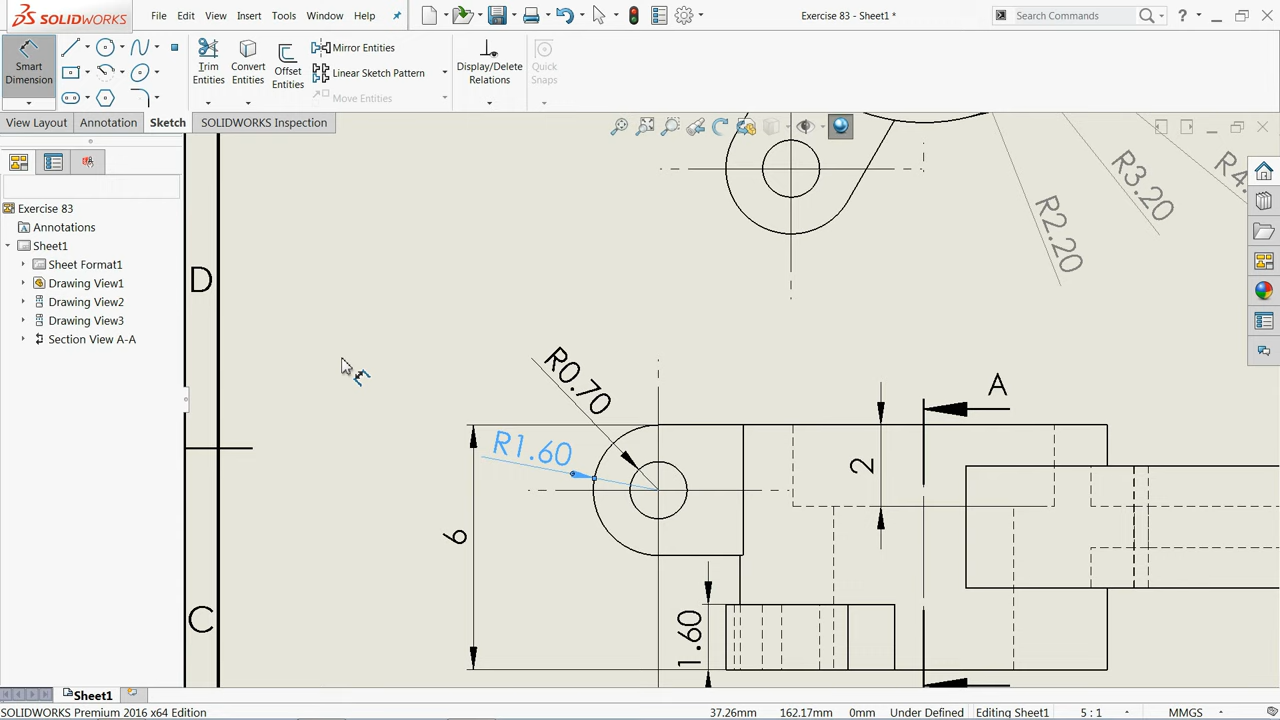 SOLIDWORKS
File Edit View Insert Tools Window Help
Exercise 83 - Sheet1 *
Search Commands
?
Smart Dimension
Trim Entities
Convert Entities
Offset Entities
Mirror Entities
Linear Sketch Pattern
Move Entities
Display/Delete Relations
Quick Snaps
View Layout Annotation Sketch SOLIDWORKS Inspection
Exercise 83
Annotations
Sheet1
Sheet Format1
Drawing View1
Drawing View2
Drawing View3
Section View A-A
D
C
R2.20
R3.20
R4.
R0.70
R1.60
A
2
6
1.60
Sheet1
SOLIDWORKS Premium 2016 x64 Edition
37.26mm 162.17mm 0mm Under Defined Editing Sheet1 5 : 1 MMGS